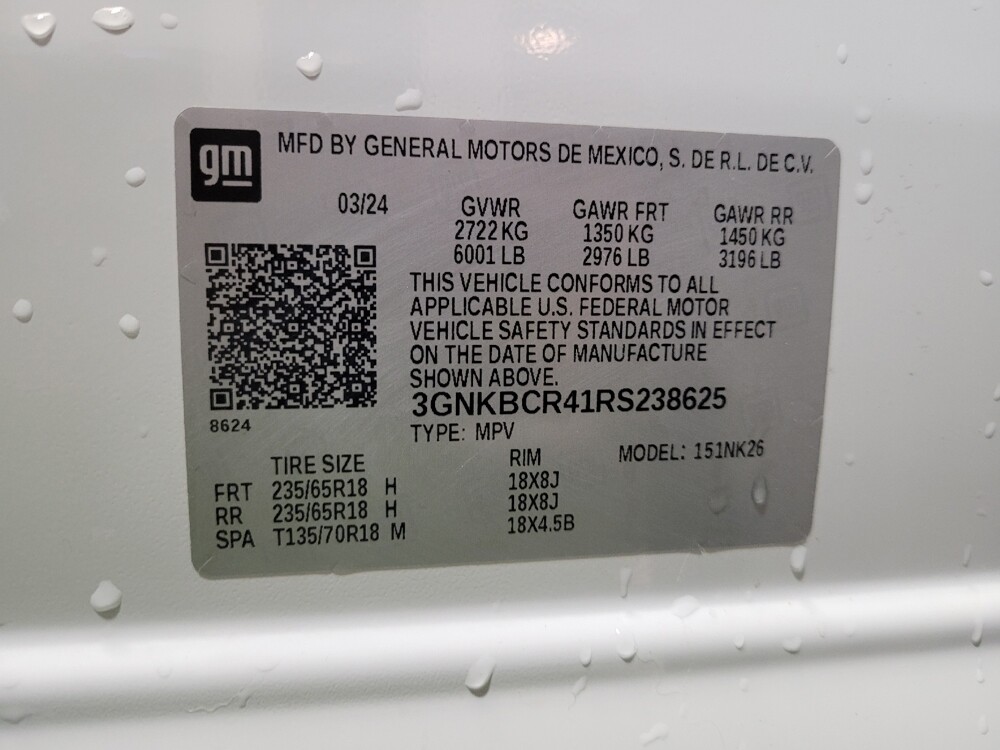 gm MFD BY GENERAL MOTORS DE MEXICO, S. DE R.L. DE C.V.
03/24 GVWR GAWR FRT GAWR RR
2722 KG 1350 KG 1450 KG
6001 LB 2976 LB 3196 LB
THIS VEHICLE CONFORMS TO ALL
APPLICABLE U.S. FEDERAL MOTOR
VEHICLE SAFETY STANDARDS IN EFFECT
ON THE DATE OF MANUFACTURE
SHOWN ABOVE.
3GNKBCR41RS238625
8624
TYPE: MPV
TIRE SIZE RIM MODEL: 151NK26
FRT 235/65R18 H 18X8J
RR 235/65R18 H 18X8J
SPA T135/70R18 M 18X4.5B